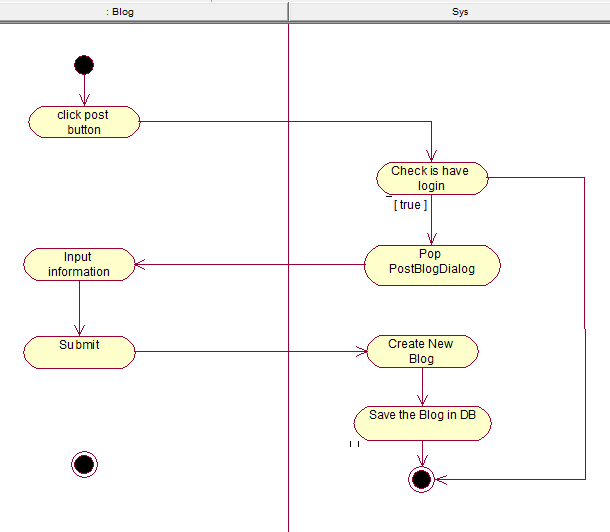 : Blog
Sys
click post
button
Check is have
login
[ true ]
Pop
PostBlogDialog
Input
information
Submit
Create New
Blog
Save the Blog in DB